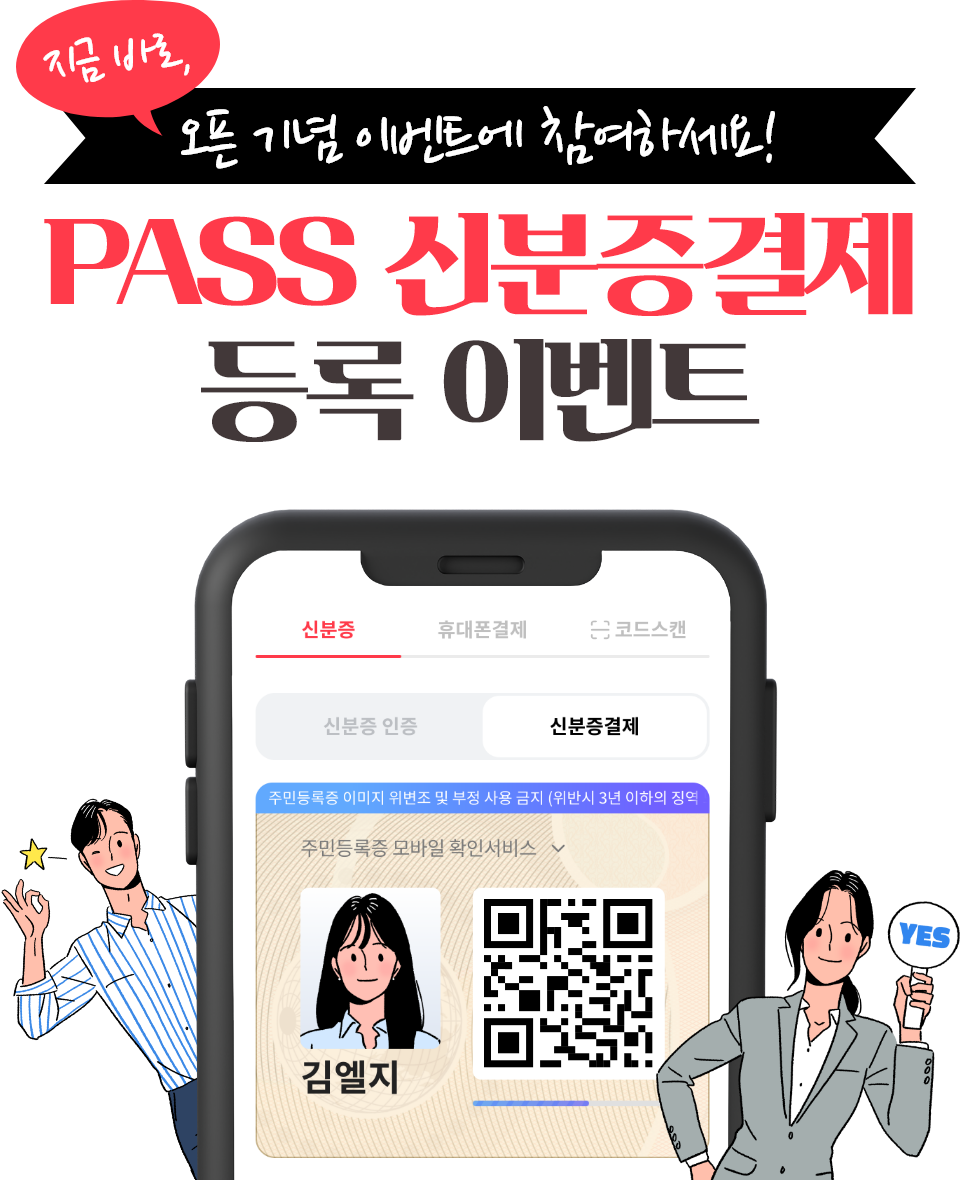 지금 바로,
오픈 기념 이벤트에 참여하세요!
PASS 신분증결제
등록 이벤트
신분증 휴대폰결제 코드스캔
신분증 인증 신분증결제
주민등록증 이미지 위변조 및 부정 사용 금지 (위반시 3년 이하의 징역
주민등록증 모바일 확인서비스
김엘지
YES